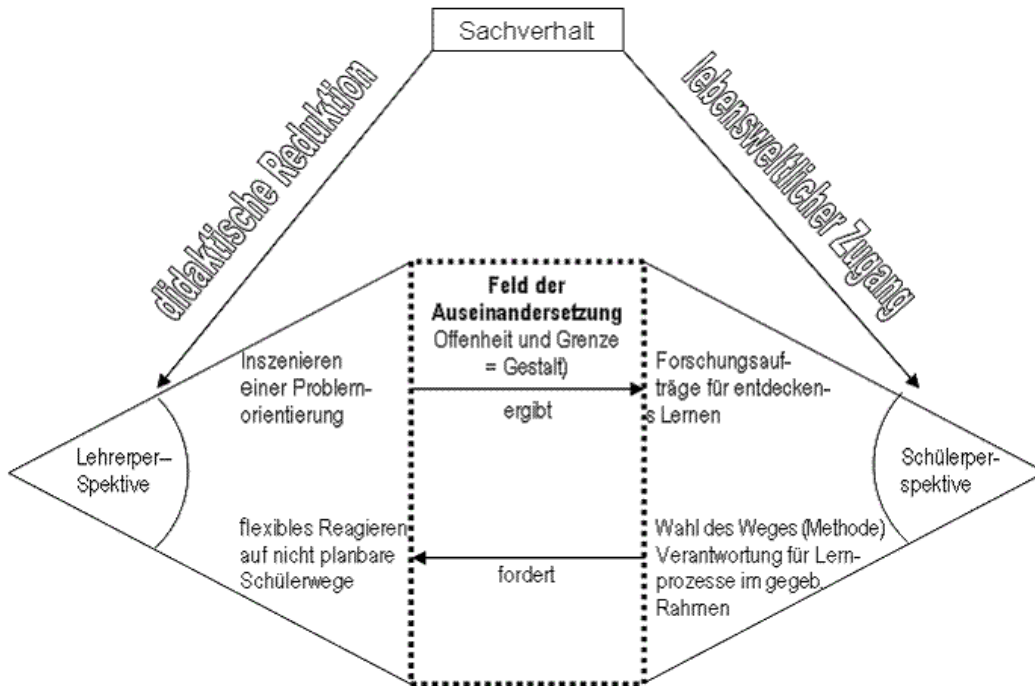 Sachverhalt
didaktische Reduktion
lebensweltlicher Zugang
Feld der
Auseinandersetzung
Offenheit und Grenze
= Gestalt)
Inszenieren
einer Problem-
orientierung
ergibt
Forschungsauf-
träge für entdecken-
s Lernen
Lehrerper-
Spektive
Schülerper-
spektive
flexibles Reagieren
auf nicht planbare
Schülerwege
fordert
Wahl des Weges (Methode)
Verantwortung für Lern-
prozesse im gegeb.
Rahmen